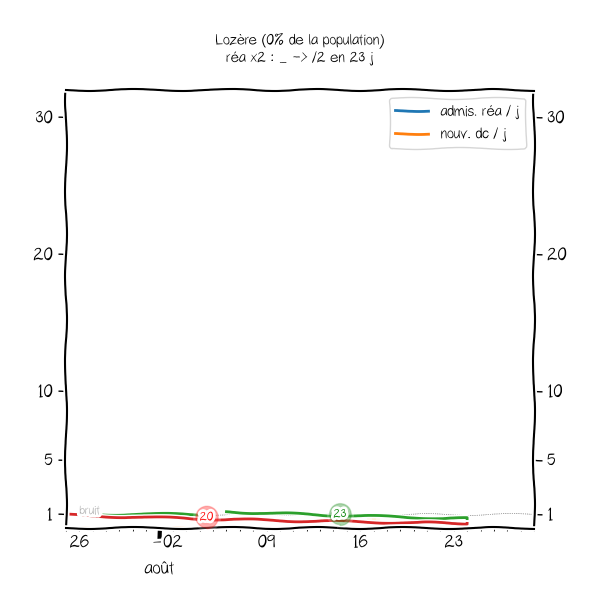 Lozère (0% de la population)
réa x2 : _ -> /2 en 23 j
admis. réa / j
nouv. dc / j
30
30
20
20
10
10
5
5
1
1
bruit
20
23
26
02
09
16
23
août